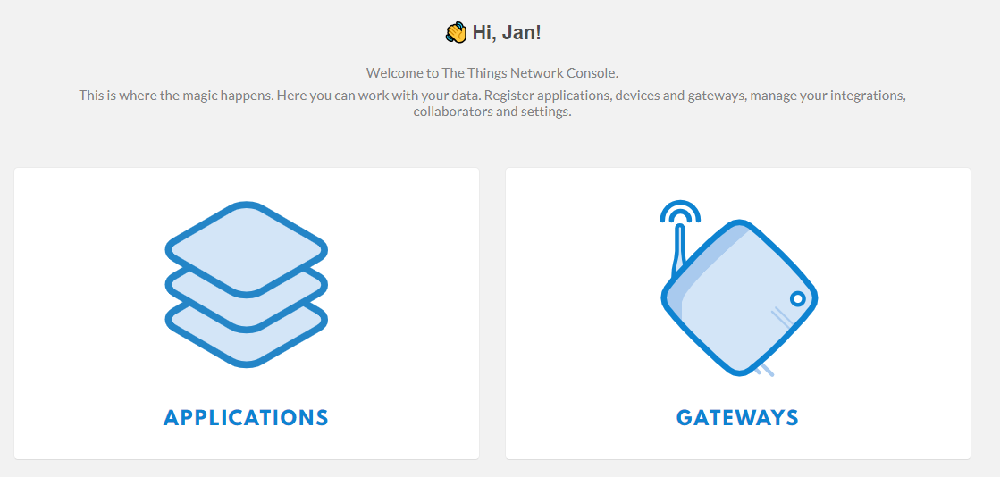 👋 Hi, Jan!
Welcome to The Things Network Console.
This is where the magic happens. Here you can work with your data. Register applications, devices and gateways, manage your integrations,
collaborators and settings.
APPLICATIONS
GATEWAYS